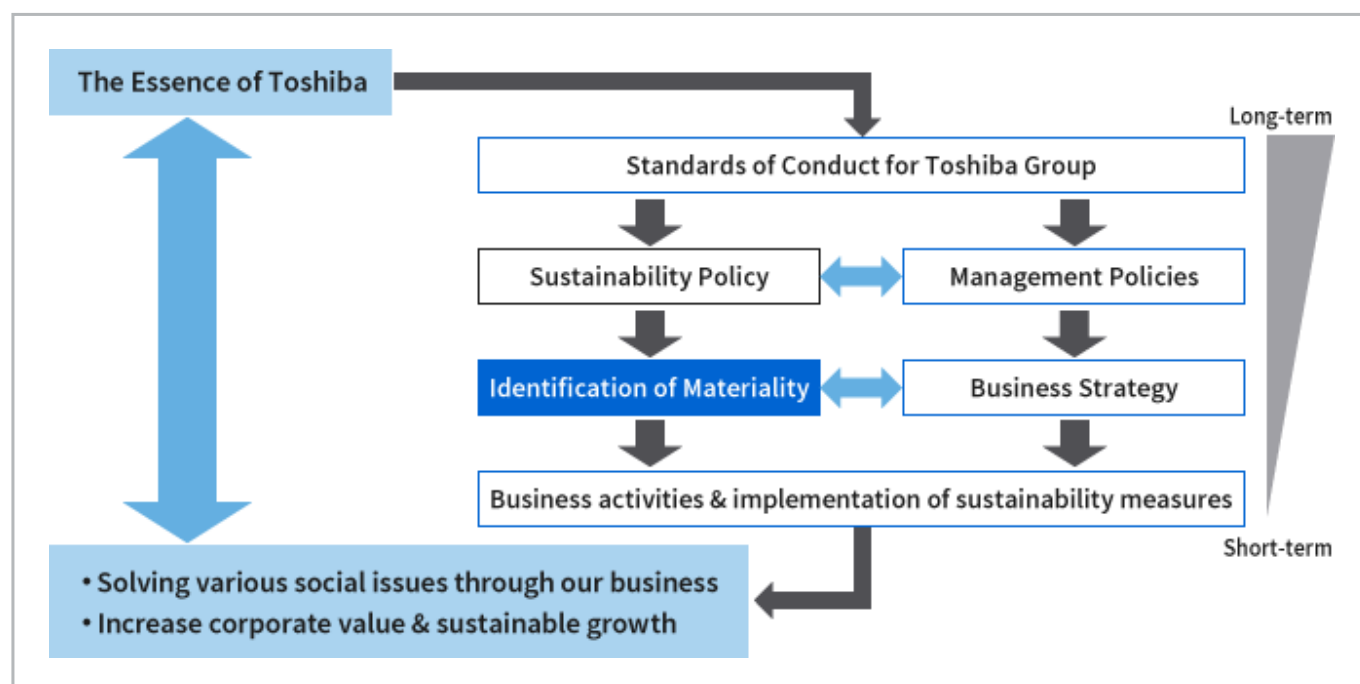 The Essence of Toshiba
Long-term
Standards of Conduct for Toshiba Group
Sustainability Policy
Management Policies
Identification of Materiality
Business Strategy
Business activities & implementation of sustainability measures
Short-term
• Solving various social issues through our business
• Increase corporate value & sustainable growth